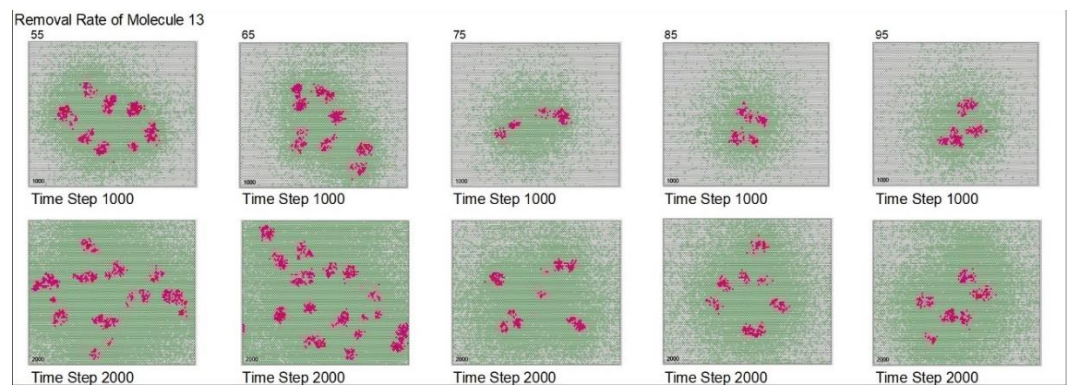 Removal Rate of Molecule 13
55 65 75 85 95
1000 1000 1000 1000 1000
Time Step 1000 Time Step 1000 Time Step 1000 Time Step 1000 Time Step 1000
2000 2000 2000 2000 2000
Time Step 2000 Time Step 2000 Time Step 2000 Time Step 2000 Time Step 2000